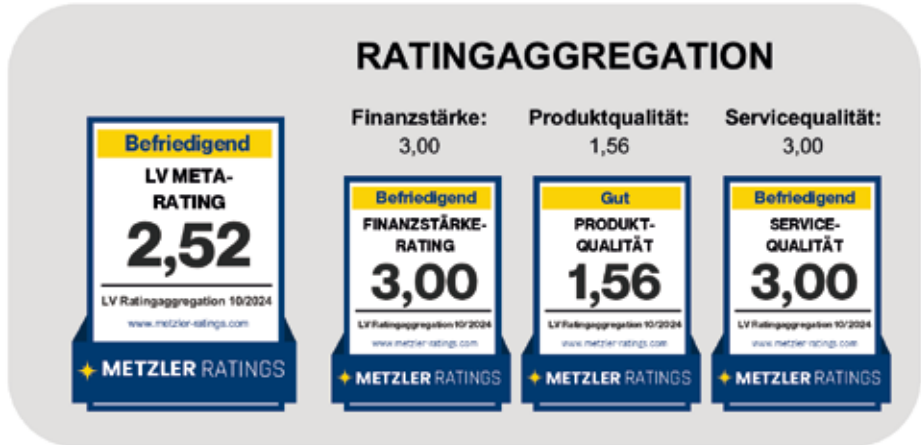 RATINGAGGREGATION
Befriedigend
LV META-
RATING
2,52
LV Ratingaggregation 10/2024
www.metzler-ratings.com
METZLER RATINGS
Finanzstärke:
3,00
Befriedigend
FINANZSTÄRKE-
RATING
3,00
LV Ratingaggregation 10/2024
www.metzler-ratings.com
METZLER RATINGS
Produktqualität:
1,56
Gut
PRODUKT-
QUALITÄT
1,56
LV Ratingaggregation 10/2024
www.metzler-ratings.com
METZLER RATINGS
Servicequalität:
3,00
Befriedigend
SERVICE-
QUALITÄT
3,00
LV Ratingaggregation 10/2024
www.metzler-ratings.com
METZLER RATINGS